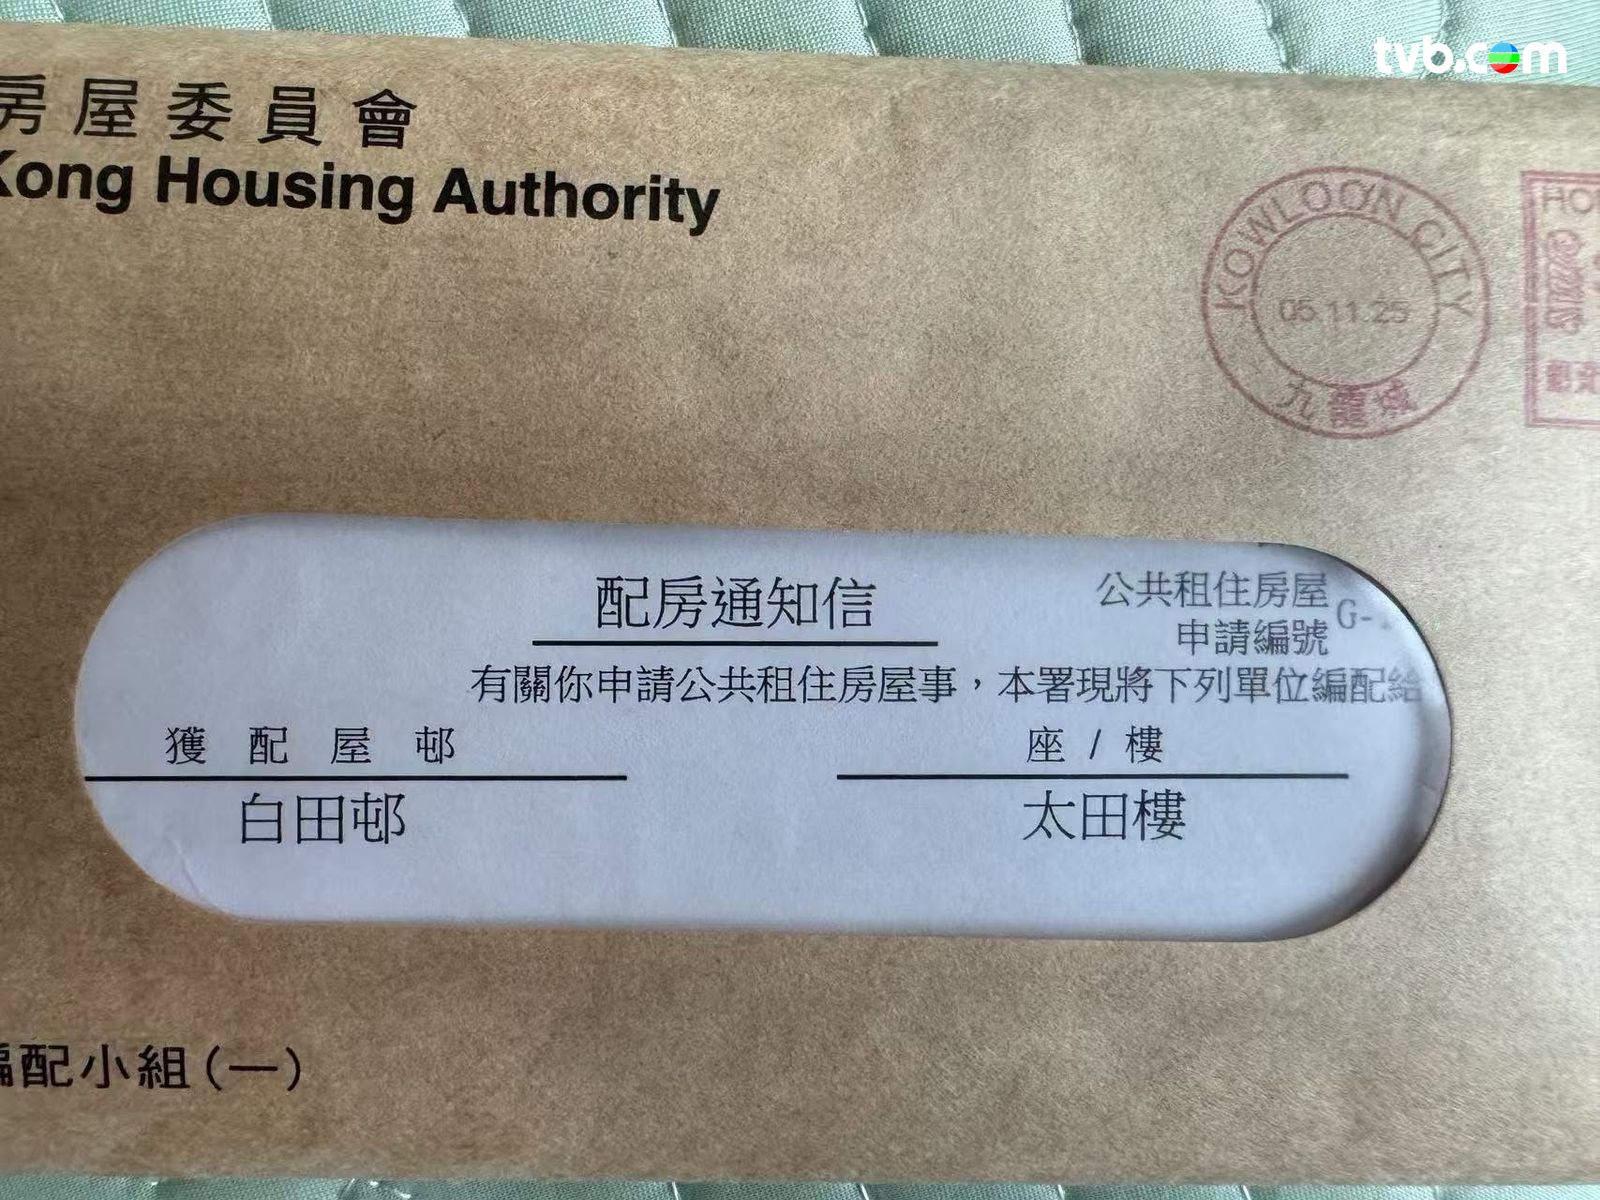 tvb.com
房屋委員會
Kong Housing Authority
KOWLOON CITY
05.11.25
九龍城
配房通知信
公共租住房屋
申請編號 G-
有關你申請公共租住房屋事，本署現將下列單位編配給
獲配屋邨
座 / 樓
白田邨
太田樓
編配小組(一)